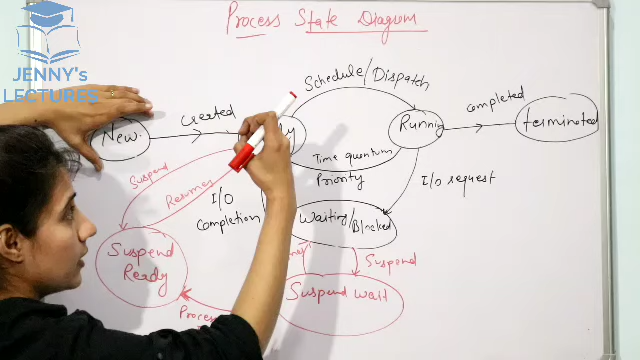 Process State Diagram
JENNY's
LECTURES
Schedule/Dispatch
created
completed
New.
Running
terminated
Time quantum
Priority
Suspend
Resumes
I/O
completion
I/O request
Waiting/Blocked
Suspend
Ready
Suspend
Suspend wait
Process